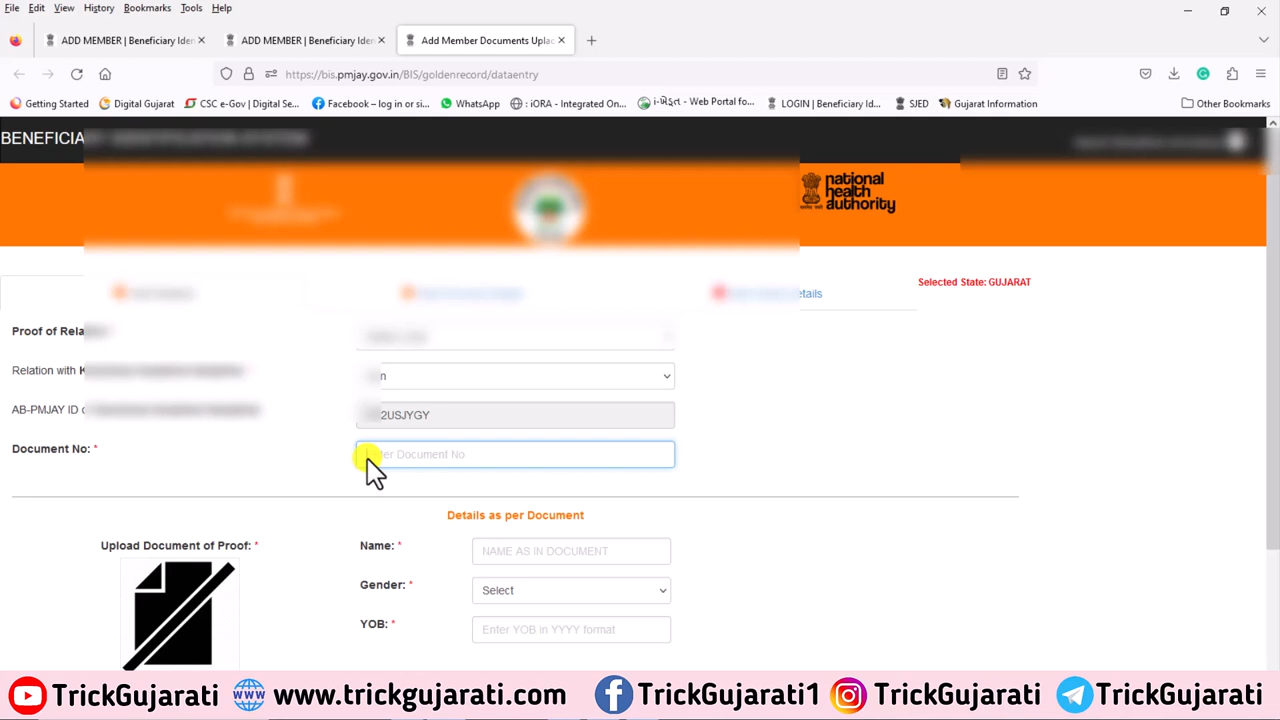 File Edit View History Bookmarks Tools Help
ADD MEMBER | Beneficiary Iden
ADD MEMBER | Beneficiary Iden
Add Member Documents Uploa
https://bis.pmjay.gov.in/BIS/goldenrecord/dataentry
Getting Started Digital Gujarat CSC e-Gov | Digital Se... Facebook – log in or si... WhatsApp : iORA - Integrated On... i-ખેડૂત - Web Portal fo... LOGIN | Beneficiary Id... SJED Gujarat Information Other Bookmarks
BENEFICIA
national
health
authority
Selected State: GUJARAT
etails
Proof of Rela
Relation with
AB-PMJAY ID
2USJYGY
Document No: *
Document No
Details as per Document
Upload Document of Proof: *
Name: * NAME AS IN DOCUMENT
Gender: * Select
YOB: * Enter YOB in YYYY format
TrickGujarati www.trickgujarati.com TrickGujarati1 TrickGujarati TrickGujarati